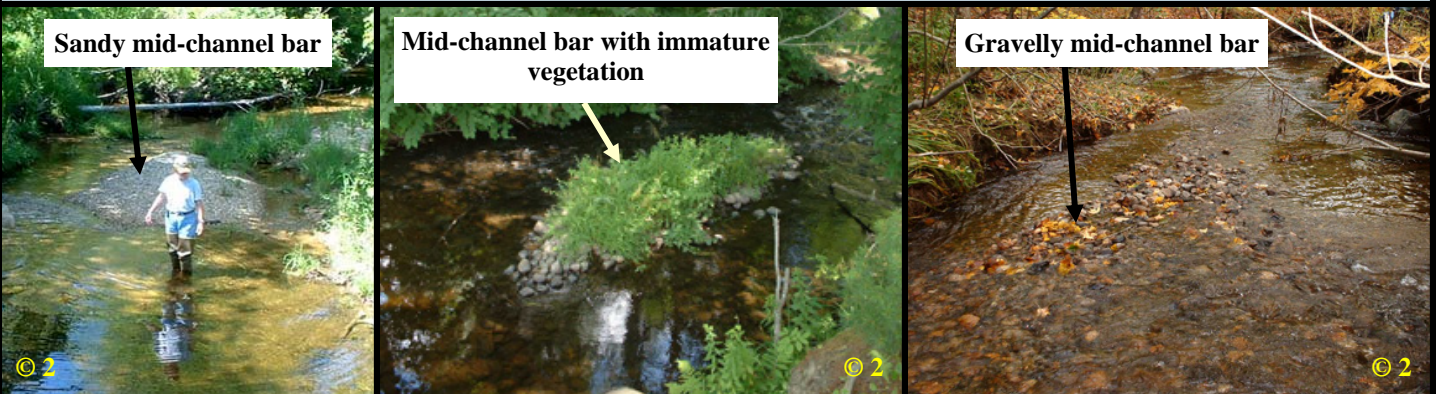 Sandy mid-channel bar
Mid-channel bar with immature
vegetation
Gravelly mid-channel bar
© 2
© 2
© 2